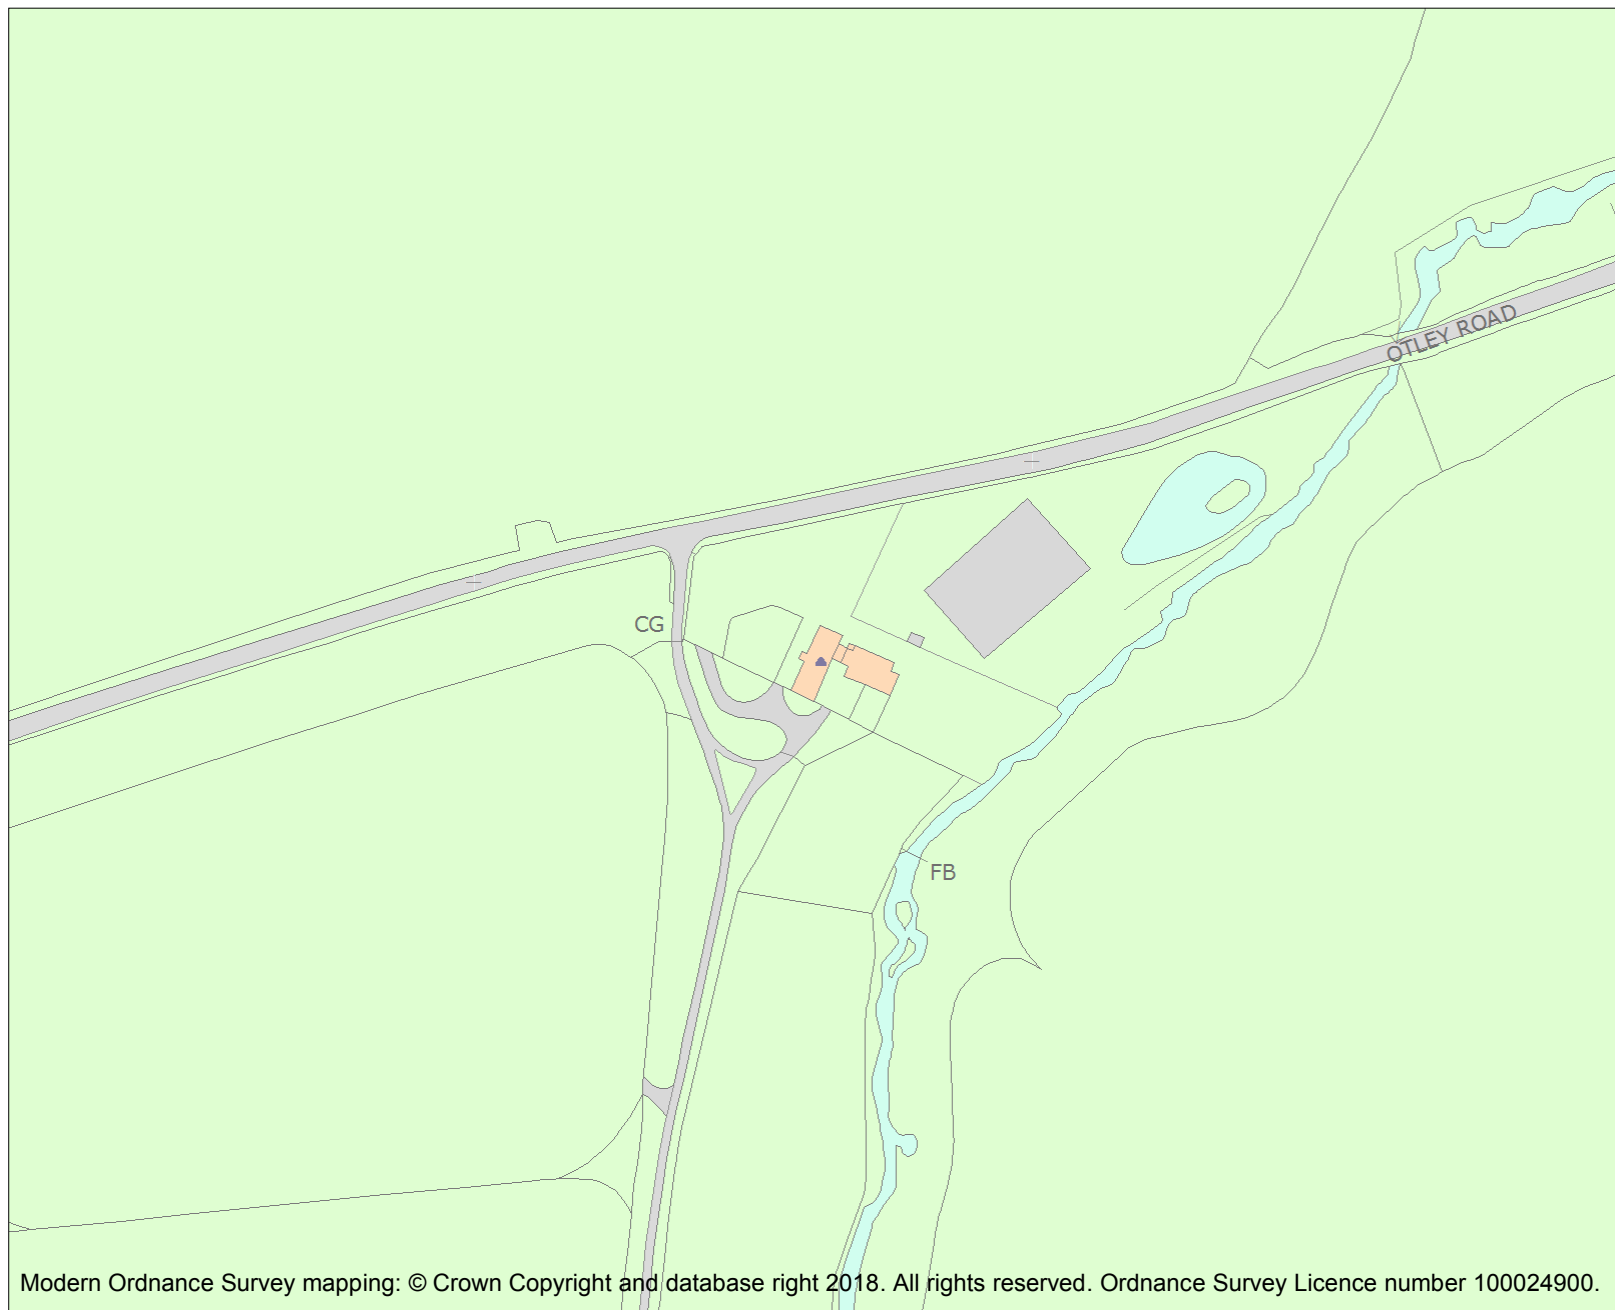 OTLEY ROAD
CG
FB
Modern Ordnance Survey mapping: © Crown Copyright and database right 2018. All rights reserved. Ordnance Survey Licence number 100024900.